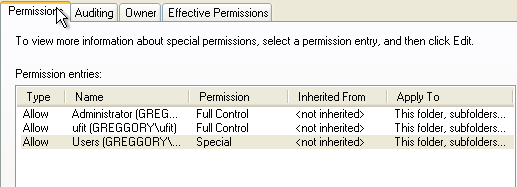 Permissions Auditing Owner Effective Permissions
To view more information about special permissions, select a permission entry, and then click Edit.
Permission entries:
Type Name Permission Inherited From Apply To
Allow Administrator (GREG... Full Control <not inherited> This folder, subfolders...
Allow ufit (GREGGORY\ufit) Full Control <not inherited> This folder, subfolders...
Allow Users (GREGGORY\... Special <not inherited> This folder, subfolders...